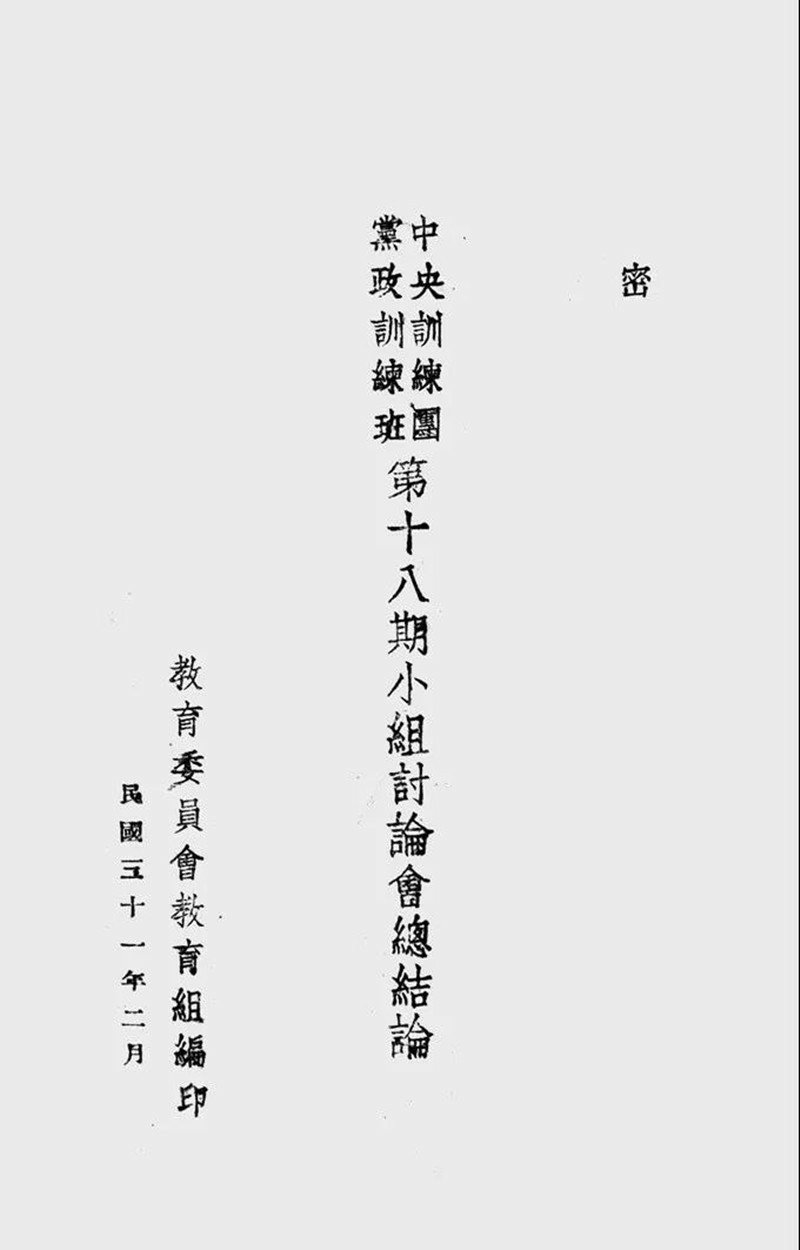 密
中央訓練團
黨政訓練班
第十八期小組討論會總結論
教育委員會教育組編印
民國三十一年二月